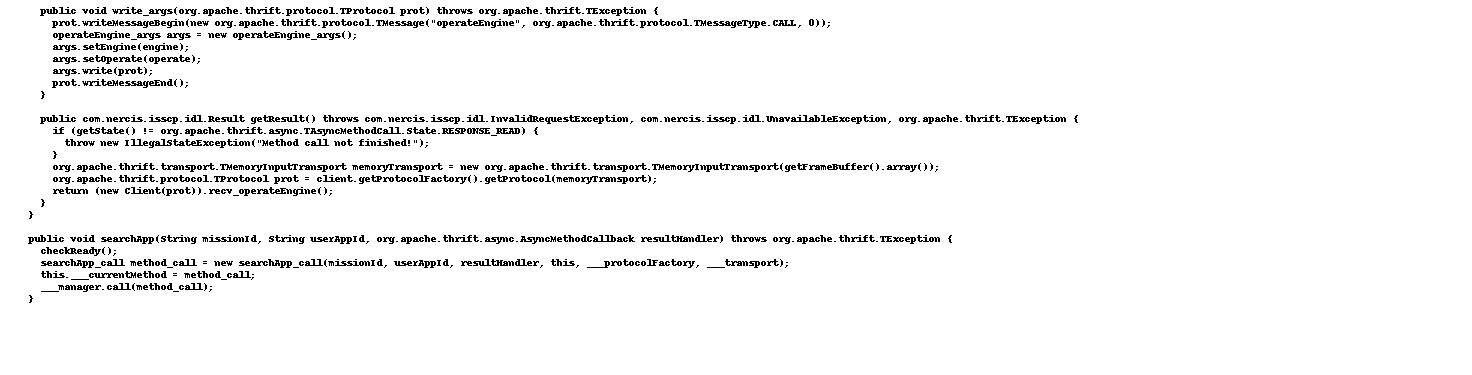 public void write_args(org.apache.thrift.protocol.TProtocol prot) throws org.apache.thrift.TException {
prot.writeMessageBegin(new org.apache.thrift.protocol.TMessage("operateEngine", org.apache.thrift.protocol.TMessageType.CALL, 0));
operateEngine_args args = new operateEngine_args();
args.setEngine(engine);
args.setOperate(operate);
args.write(prot);
prot.writeMessageEnd();
}
public com.nercis.isscp.idl.Result getResult() throws com.nercis.isscp.idl.InvalidRequestException, com.nercis.isscp.idl.UnavailableException, org.apache.thrift.TException {
if (getState() != org.apache.thrift.async.TAsyncMethodCall.State.RESPONSE_READ) {
throw new IllegalStateException("Method call not finished!");
}
org.apache.thrift.transport.TMemoryInputTransport memoryTransport = new org.apache.thrift.transport.TMemoryInputTransport(getFrameBuffer().array());
org.apache.thrift.protocol.TProtocol prot = client.getProtocolFactory().getProtocol(memoryTransport);
return (new Client(prot)).recv_operateEngine();
}
}
public void searchApp(String missionId, String userAppId, org.apache.thrift.async.AsyncMethodCallback resultHandler) throws org.apache.thrift.TException {
checkReady();
searchApp_call method_call = new searchApp_call(missionId, userAppId, resultHandler, this, ___protocolFactory, ___transport);
this.___currentMethod = method_call;
___manager.call(method_call);
}